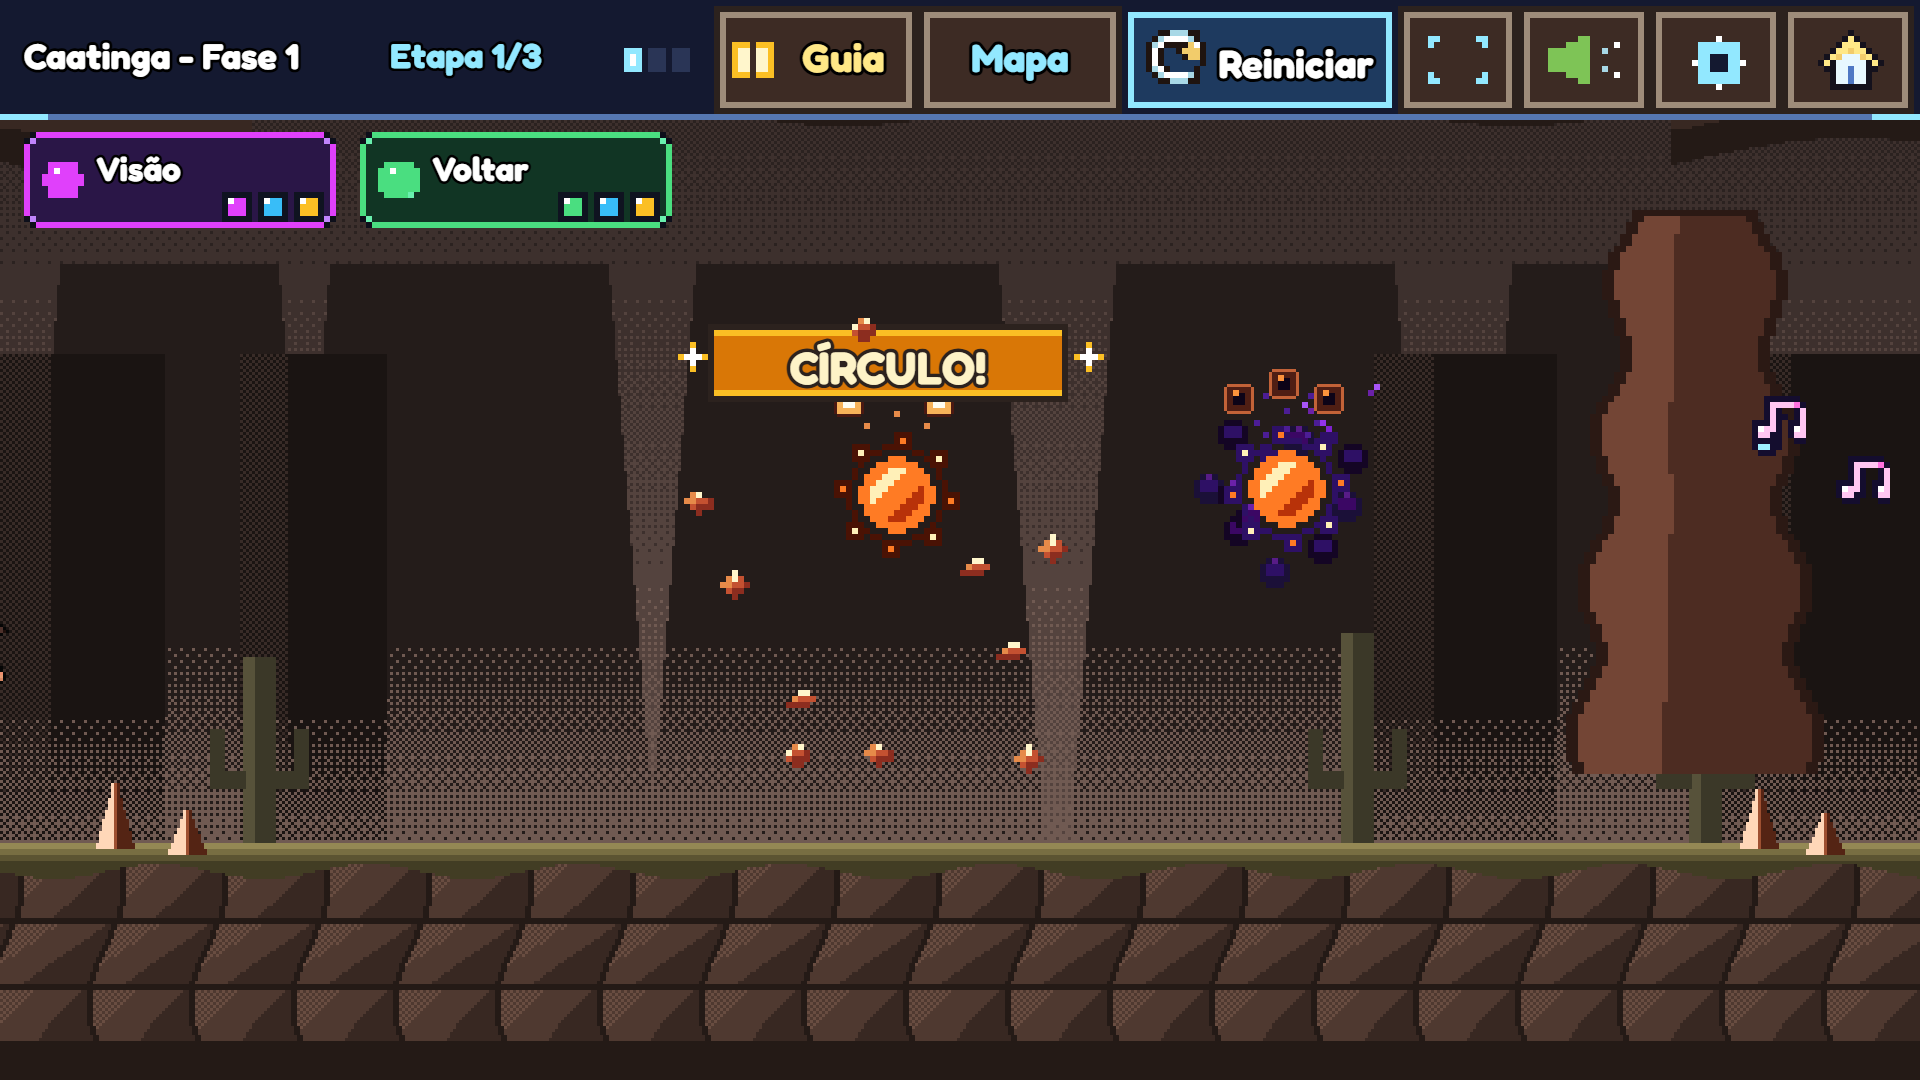 Caatinga - Fase 1
Etapa 1/3
Guia
Mapa
Reiniciar
Visão
Voltar
CÍRCULO!